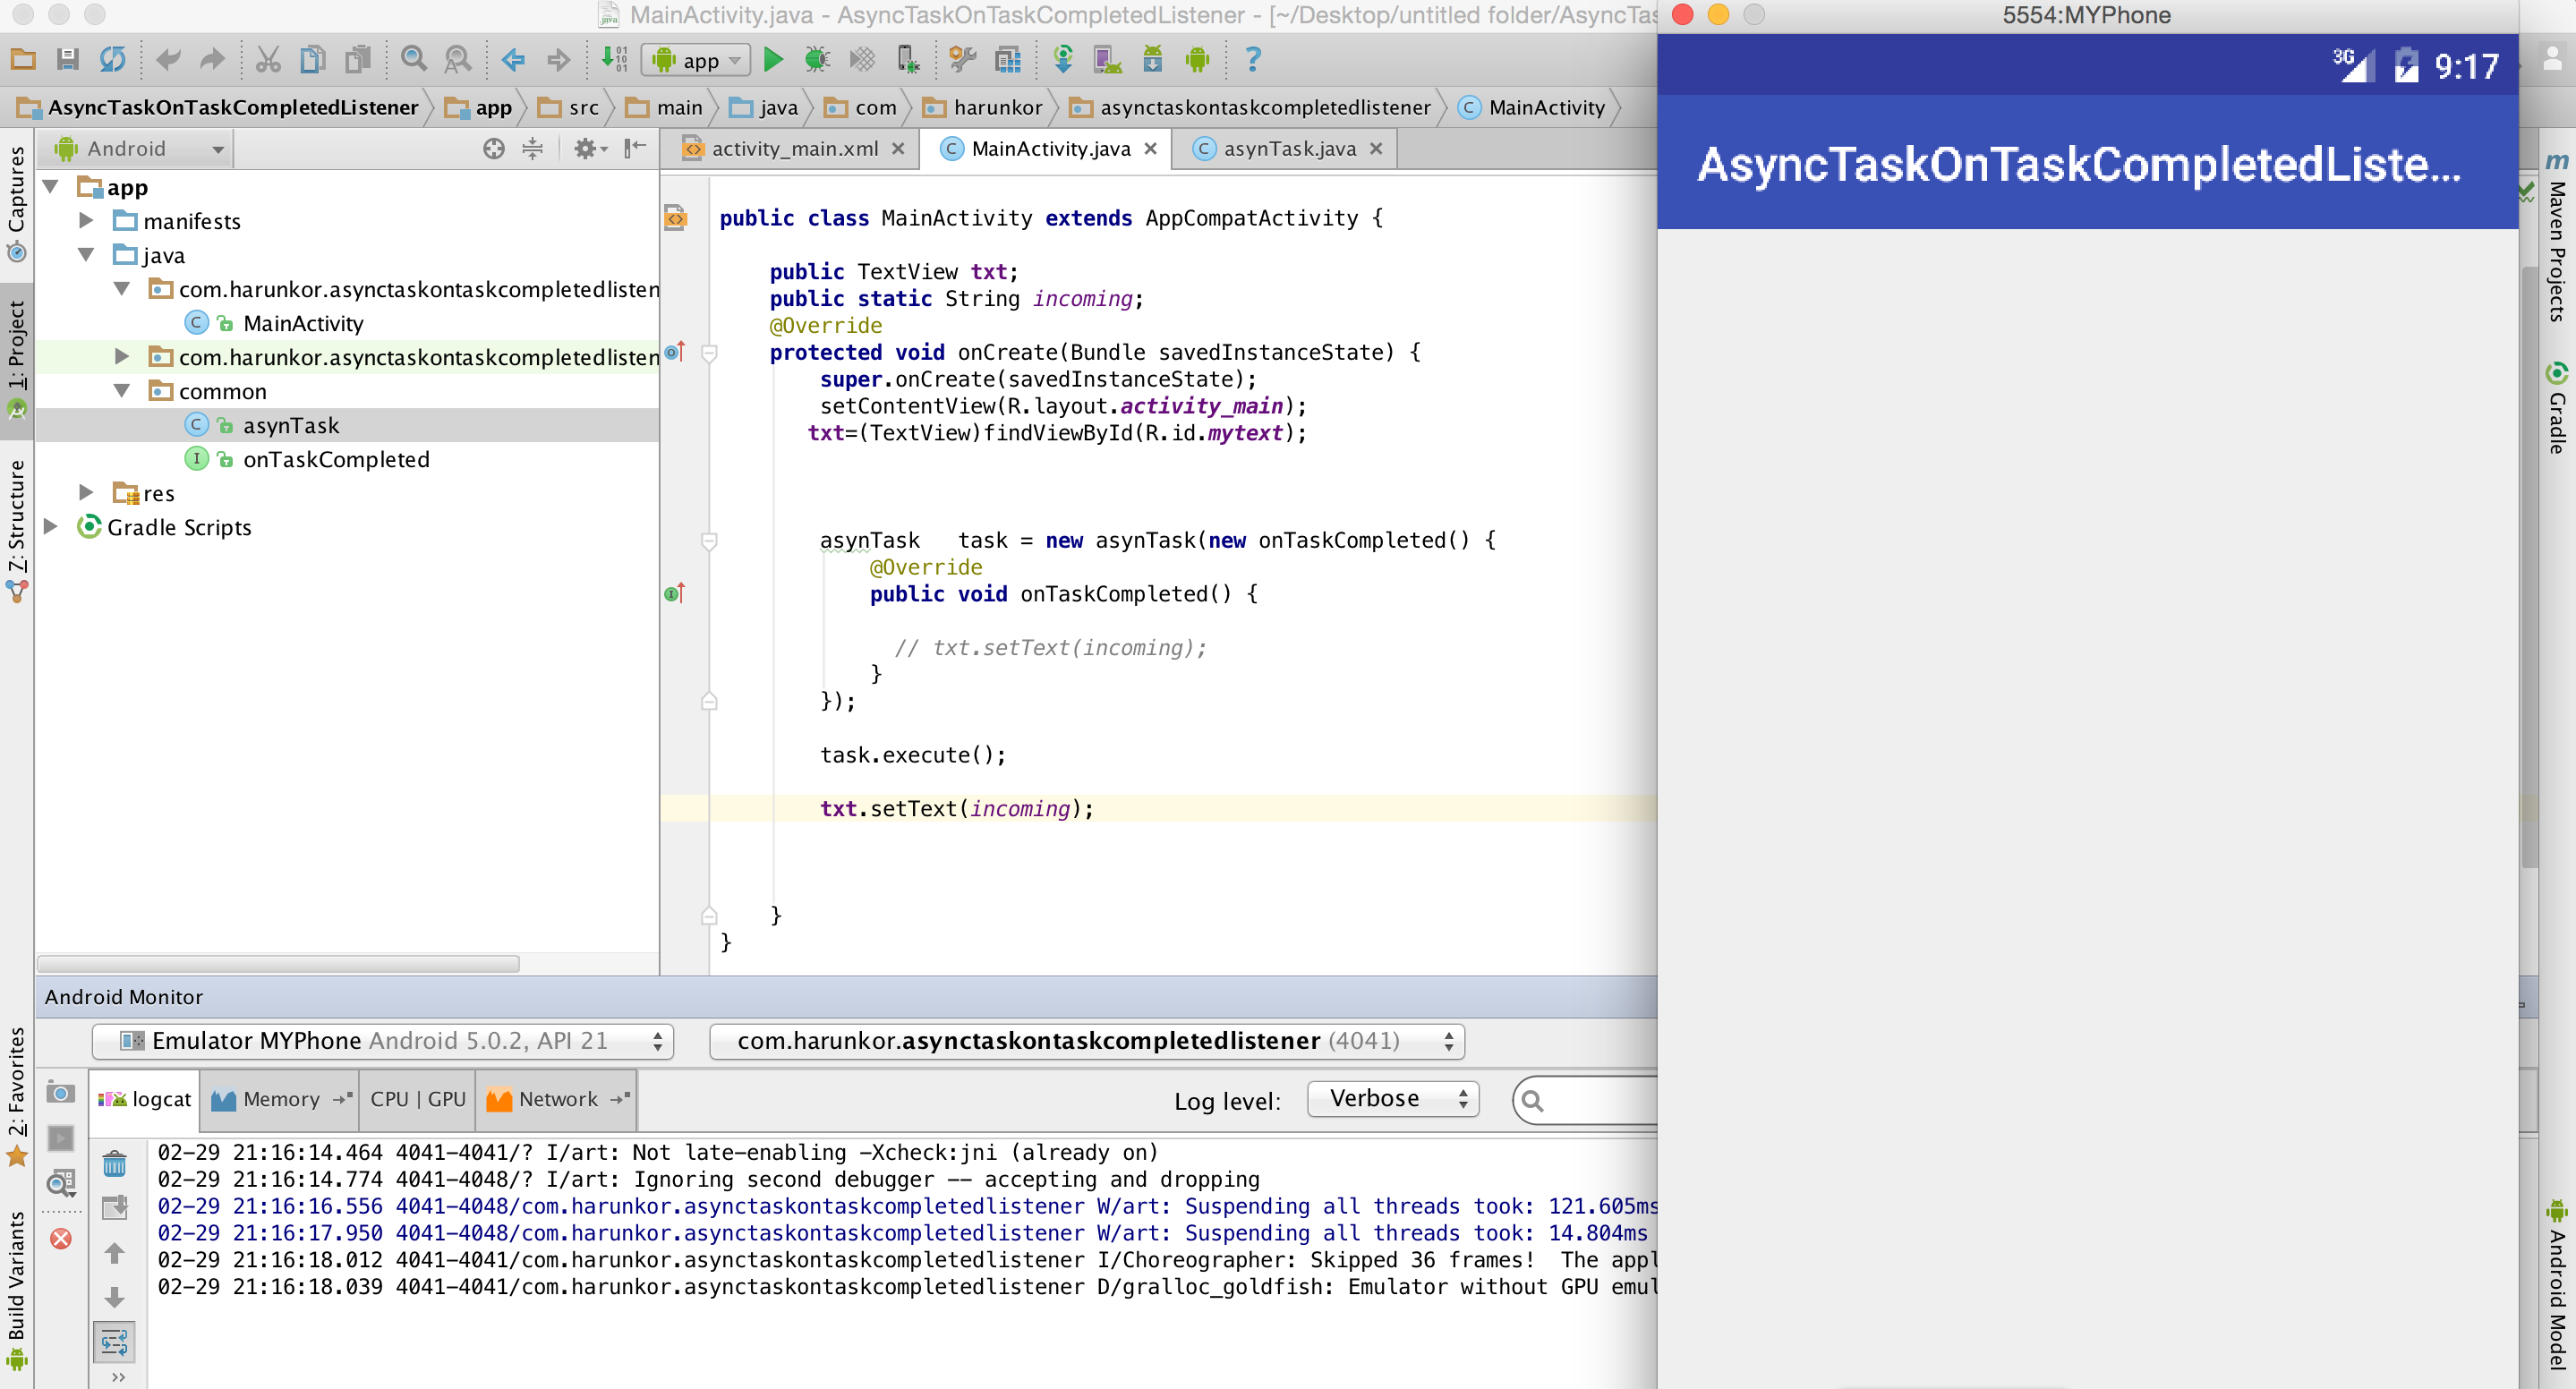 MainActivity.java - AsyncTaskOnTaskCompletedListener - [~/Desktop/untitled folder/AsyncTas
5554:MYPhone
app
3G 9:17
AsyncTaskOnTaskCompletedListener app src main java com harunkor asynctaskontaskcompletedlistener MainActivity
Android
activity_main.xml MainActivity.java asynTask.java
AsyncTaskOnTaskCompletedListe...
app
manifests
java
com.harunkor.asynctaskontaskcompletedlisten
MainActivity
com.harunkor.asynctaskontaskcompletedlisten
common
asynTask
onTaskCompleted
res
Gradle Scripts
Captures
1: Project
7: Structure
2: Favorites
Build Variants
public class MainActivity extends AppCompatActivity {
public TextView txt;
public static String incoming;
@Override
protected void onCreate(Bundle savedInstanceState) {
super.onCreate(savedInstanceState);
setContentView(R.layout.activity_main);
txt=(TextView)findViewById(R.id.mytext);
asynTask task = new asynTask(new onTaskCompleted() {
@Override
public void onTaskCompleted() {
// txt.setText(incoming);
}
});
task.execute();
txt.setText(incoming);
}
}
Maven Projects
Gradle
Android Model
Android Monitor
Emulator MYPhone Android 5.0.2, API 21
com.harunkor.asynctaskontaskcompletedlistener (4041)
logcat Memory CPU | GPU Network Log level: Verbose
02-29 21:16:14.464 4041-4041/? I/art: Not late-enabling -Xcheck:jni (already on)
02-29 21:16:14.774 4041-4048/? I/art: Ignoring second debugger -- accepting and dropping
02-29 21:16:16.556 4041-4048/com.harunkor.asynctaskontaskcompletedlistener W/art: Suspending all threads took: 121.605ms
02-29 21:16:17.950 4041-4048/com.harunkor.asynctaskontaskcompletedlistener W/art: Suspending all threads took: 14.804ms
02-29 21:16:18.012 4041-4041/com.harunkor.asynctaskontaskcompletedlistener I/Choreographer: Skipped 36 frames! The appl
02-29 21:16:18.039 4041-4041/com.harunkor.asynctaskontaskcompletedlistener D/gralloc_goldfish: Emulator without GPU emul